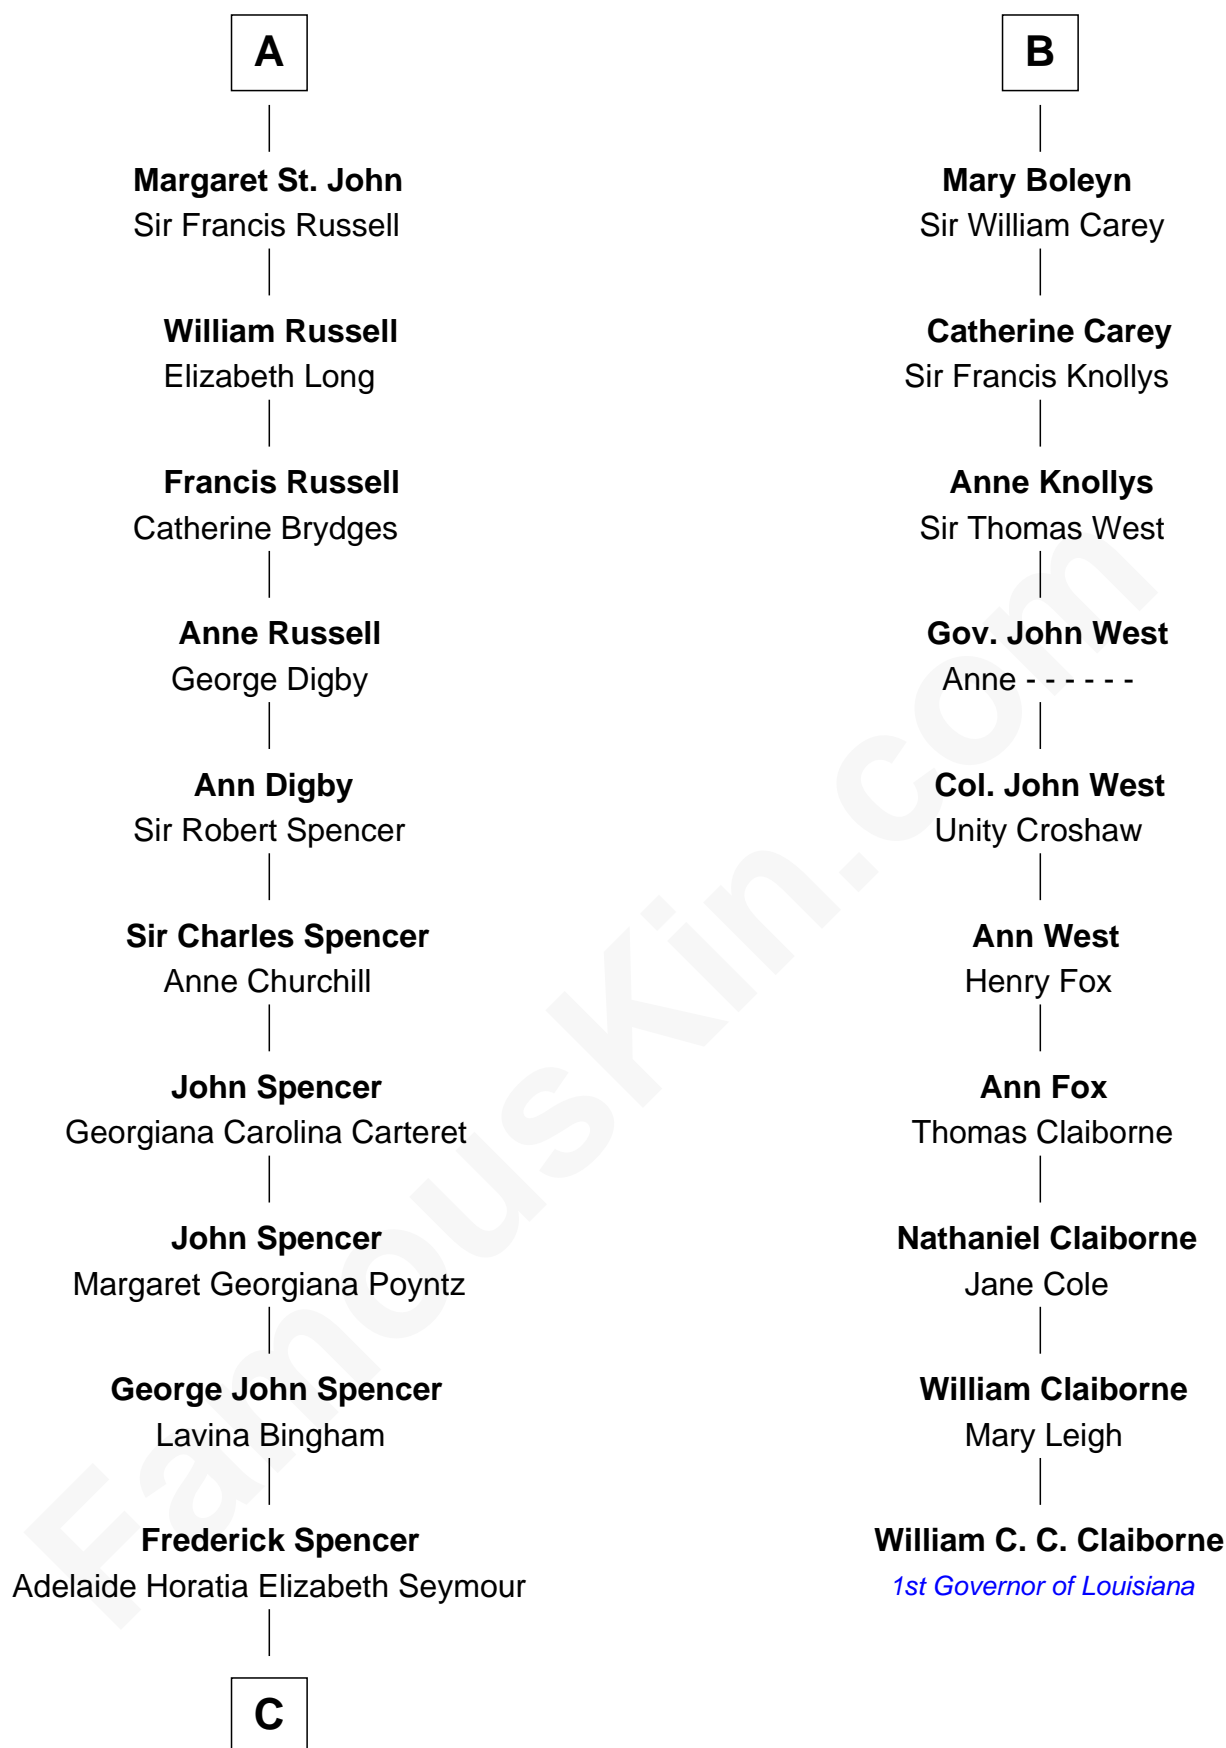 A
Margaret St. John
Sir Francis Russell
William Russell
Elizabeth Long
Francis Russell
Catherine Brydges
Anne Russell
George Digby
Ann Digby
Sir Robert Spencer
Sir Charles Spencer
Anne Churchill
John Spencer
Georgiana Carolina Carteret
John Spencer
Margaret Georgiana Poyntz
George John Spencer
Lavina Bingham
Frederick Spencer
Adelaide Horatia Elizabeth Seymour
C
B
Mary Boleyn
Sir William Carey
Catherine Carey
Sir Francis Knollys
Anne Knollys
Sir Thomas West
Gov. John West
Anne - - - - - -
Col. John West
Unity Croshaw
Ann West
Henry Fox
Ann Fox
Thomas Claiborne
Nathaniel Claiborne
Jane Cole
William Claiborne
Mary Leigh
William C. C. Claiborne
1st Governor of Louisiana
FamousKin.com